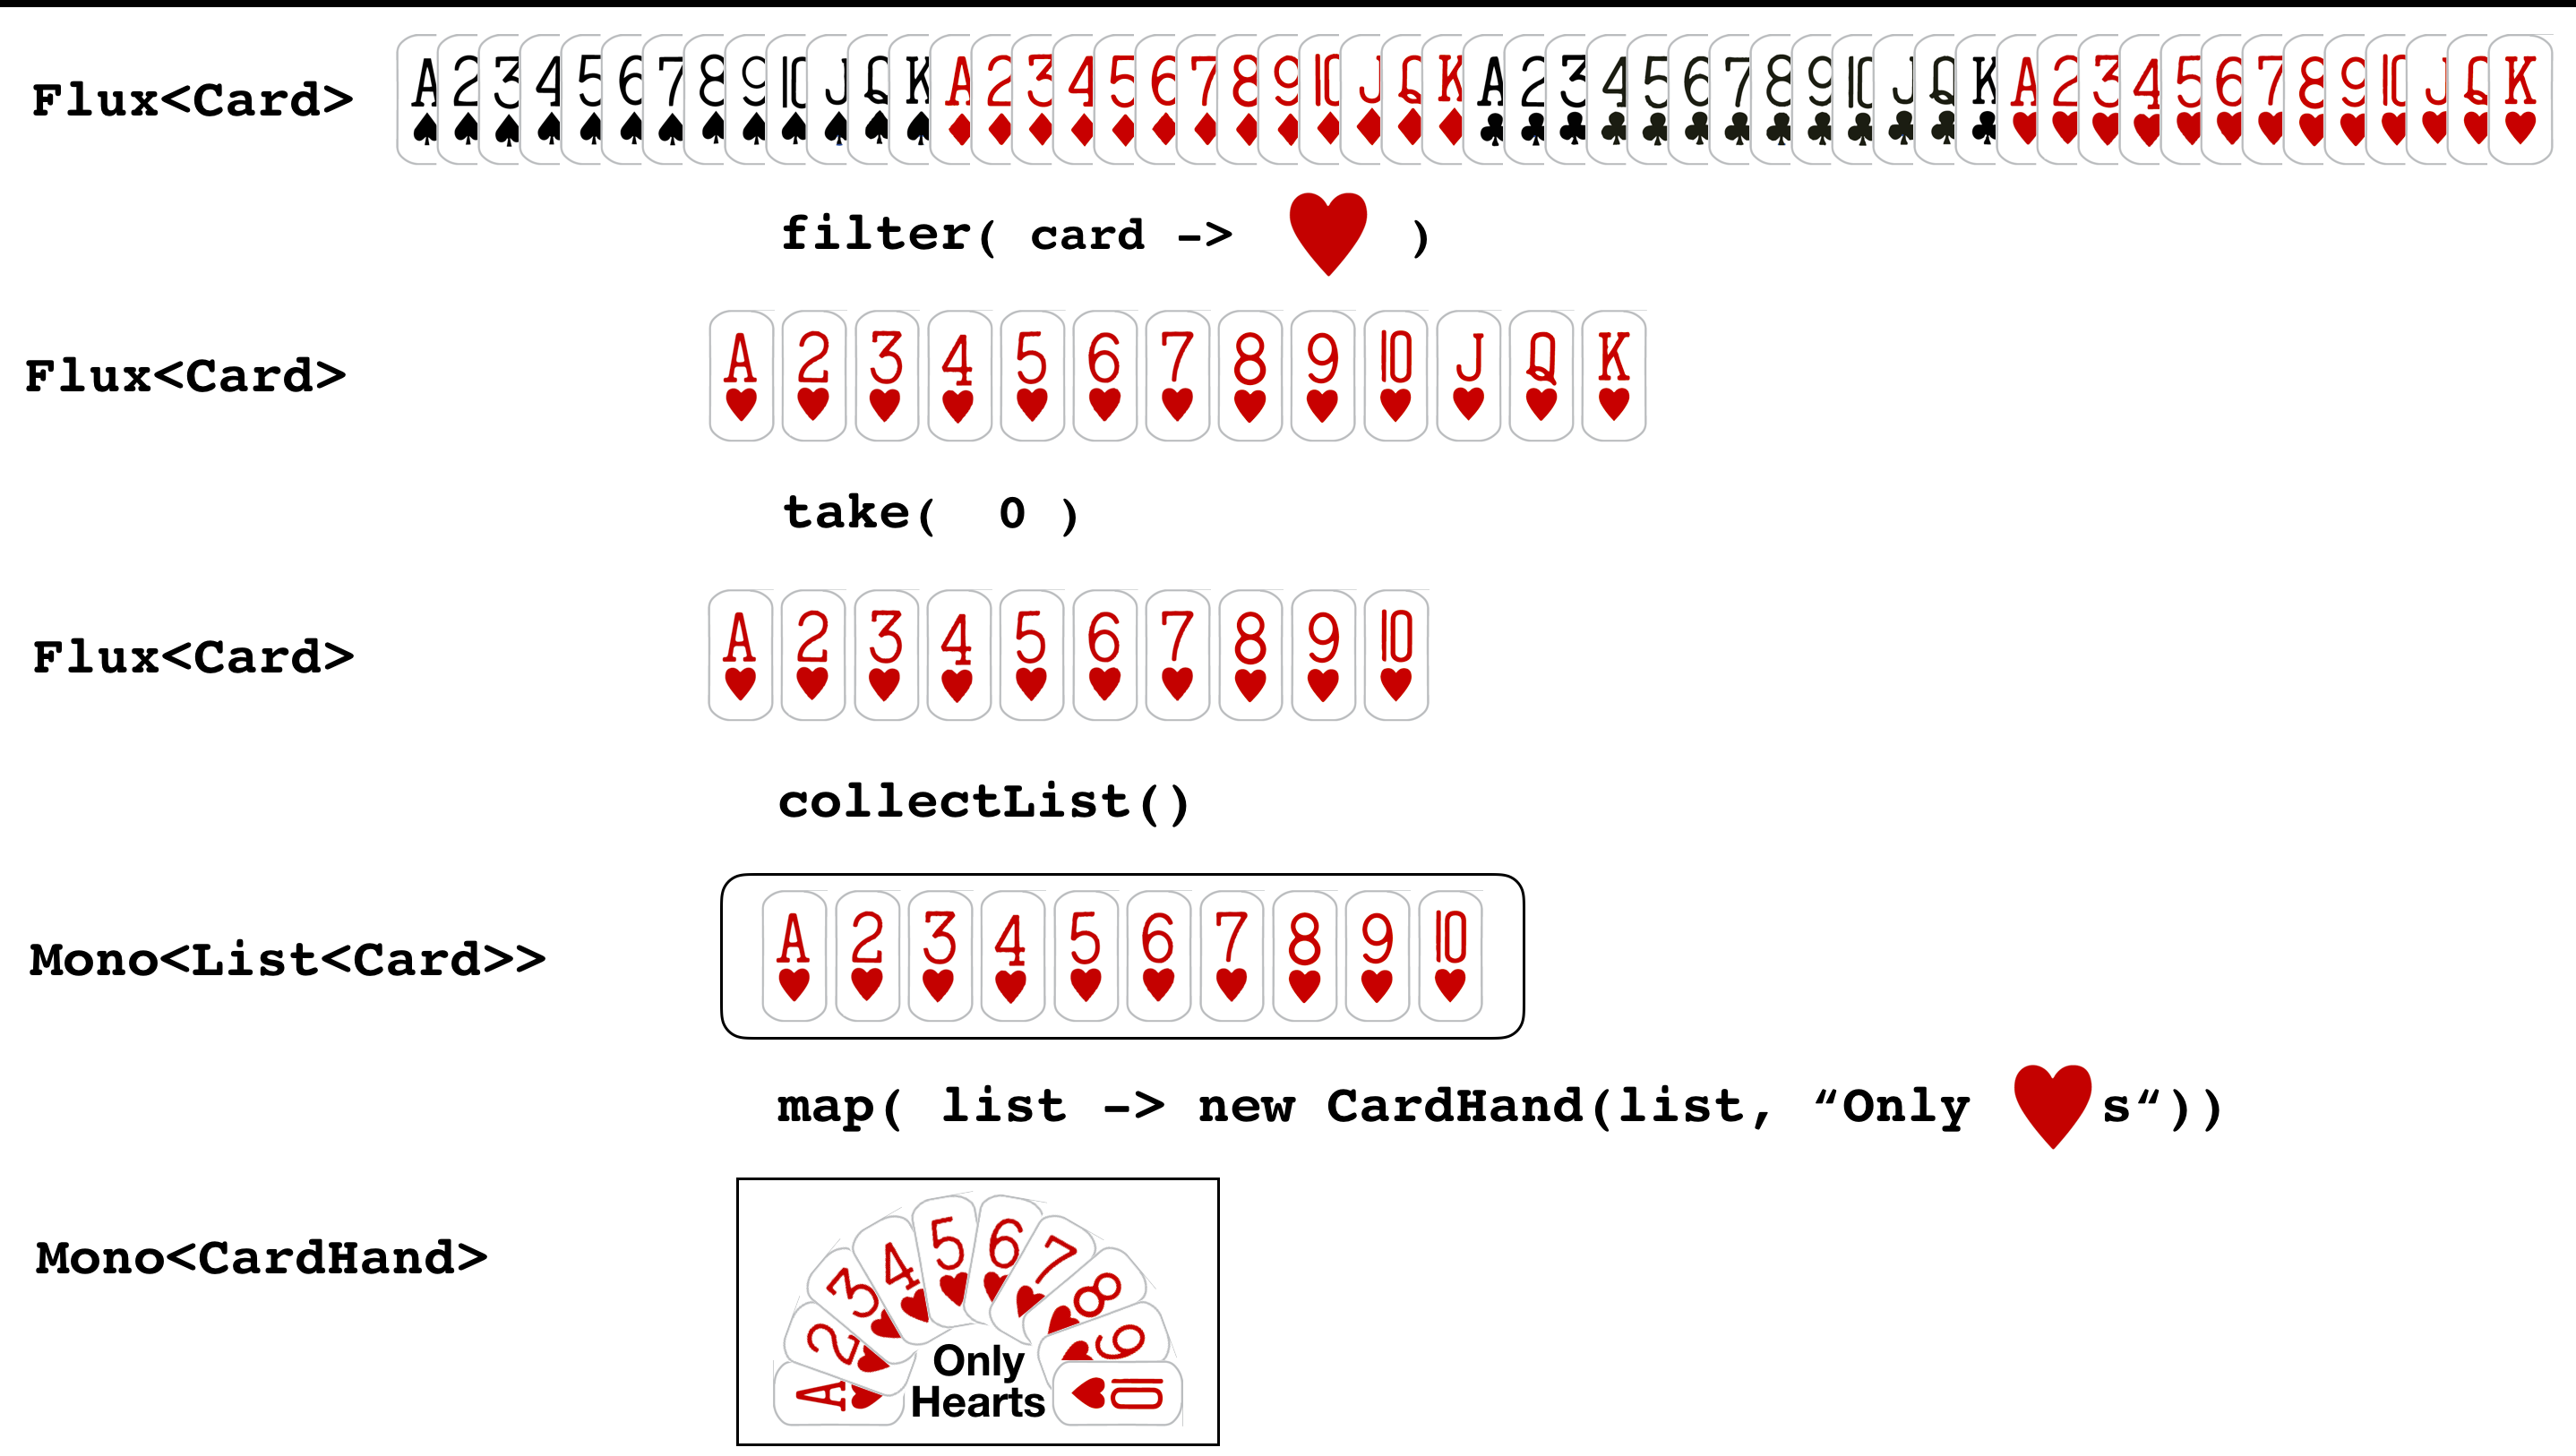 Flux<Card> A 2 3 4 5 6 7 8 9 10 J Q K A 2 3 4 5 6 7 8 9 10 J Q K A 2 3 4 5 6 7 8 9 10 J Q K A 2 3 4 5 6 7 8 9 10 J Q K
filter( card -> )
Flux<Card> A 2 3 4 5 6 7 8 9 10 J Q K
take( 0 )
Flux<Card> A 2 3 4 5 6 7 8 9 10
collectList()
Mono<List<Card>> A 2 3 4 5 6 7 8 9 10
map( list -> new CardHand(list, “Only s“))
Mono<CardHand> A 2 3 4 5 6 7 8 9 10
Only
Hearts